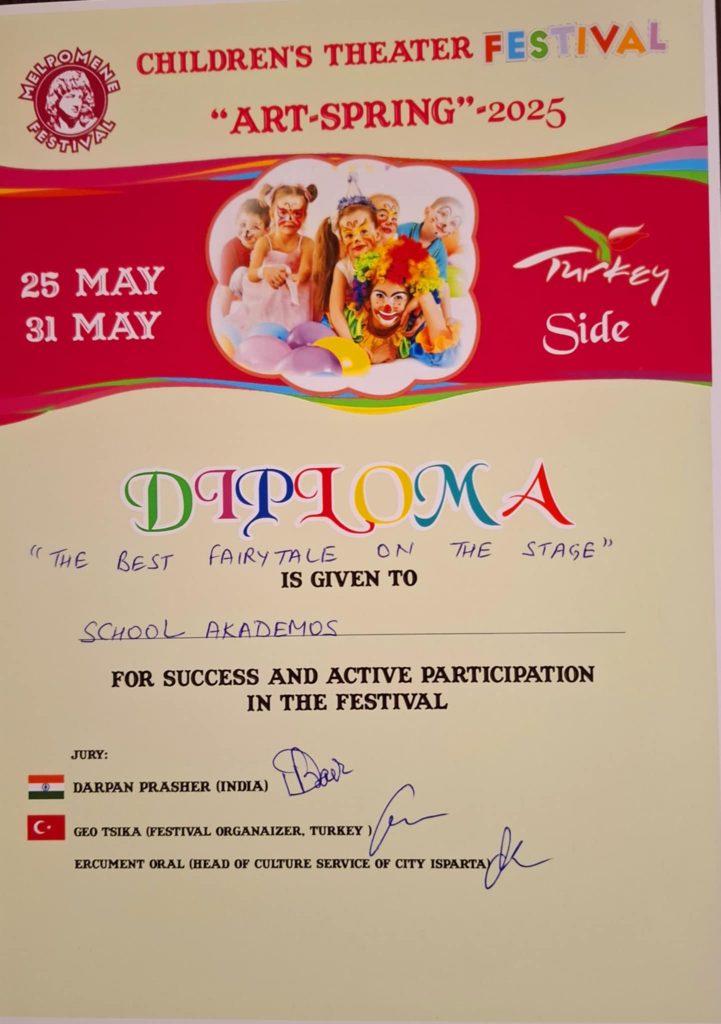 MELPOMENE
FESTIVAL
CHILDREN'S THEATER FESTIVAL
"ART-SPRING"-2025
25 MAY
31 MAY
Turkey
Side
DIPLOMA
"THE BEST FAIRYTALE ON THE STAGE"
IS GIVEN TO
SCHOOL AKADEMOS
FOR SUCCESS AND ACTIVE PARTICIPATION
IN THE FESTIVAL
JURY:
DARPAN PRASHER (INDIA)
GEO TSIKA (FESTIVAL ORGANAIZER, TURKEY )
ERCUMENT ORAL (HEAD OF CULTURE SERVICE OF CITY ISPARTA)